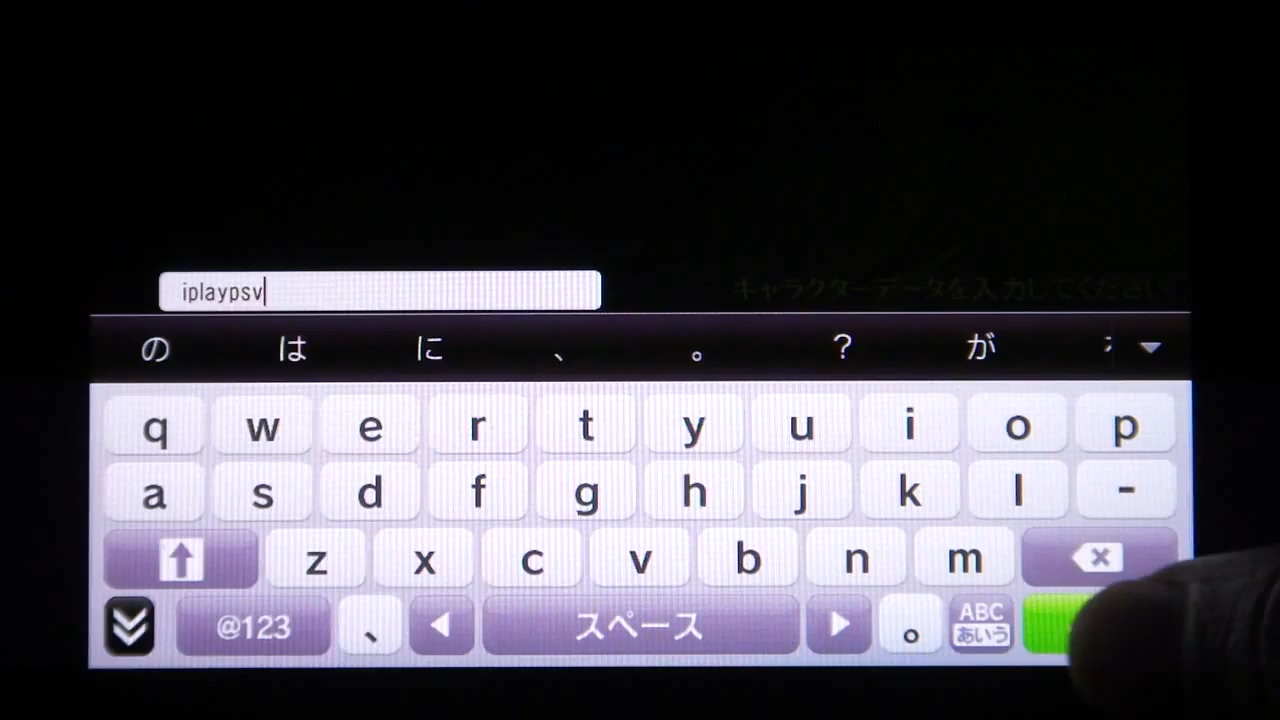 iplaypsv
キャラクターデータを入力してください
の は に 、 。 ? が
q w e r t y u i o p
a s d f g h j k l -
z x c v b n m
@123 、 スペース 。 ABC
あいう